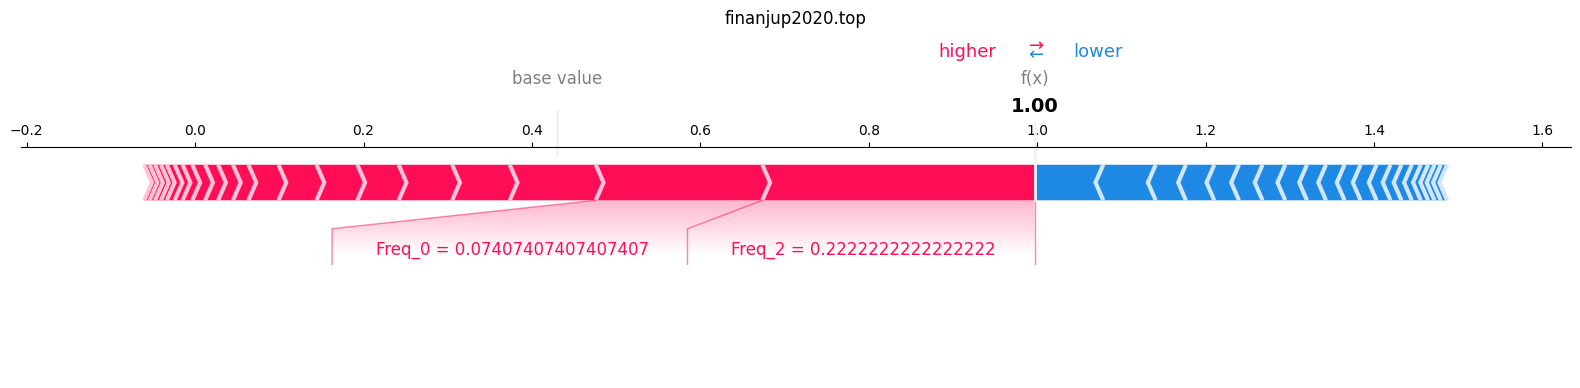 finanjup2020.top
higher ⇄ lower
base value f(x)
1.00
−0.2 0.0 0.2 0.4 0.6 0.8 1.0 1.2 1.4 1.6
Freq_0 = 0.07407407407407407 Freq_2 = 0.2222222222222222